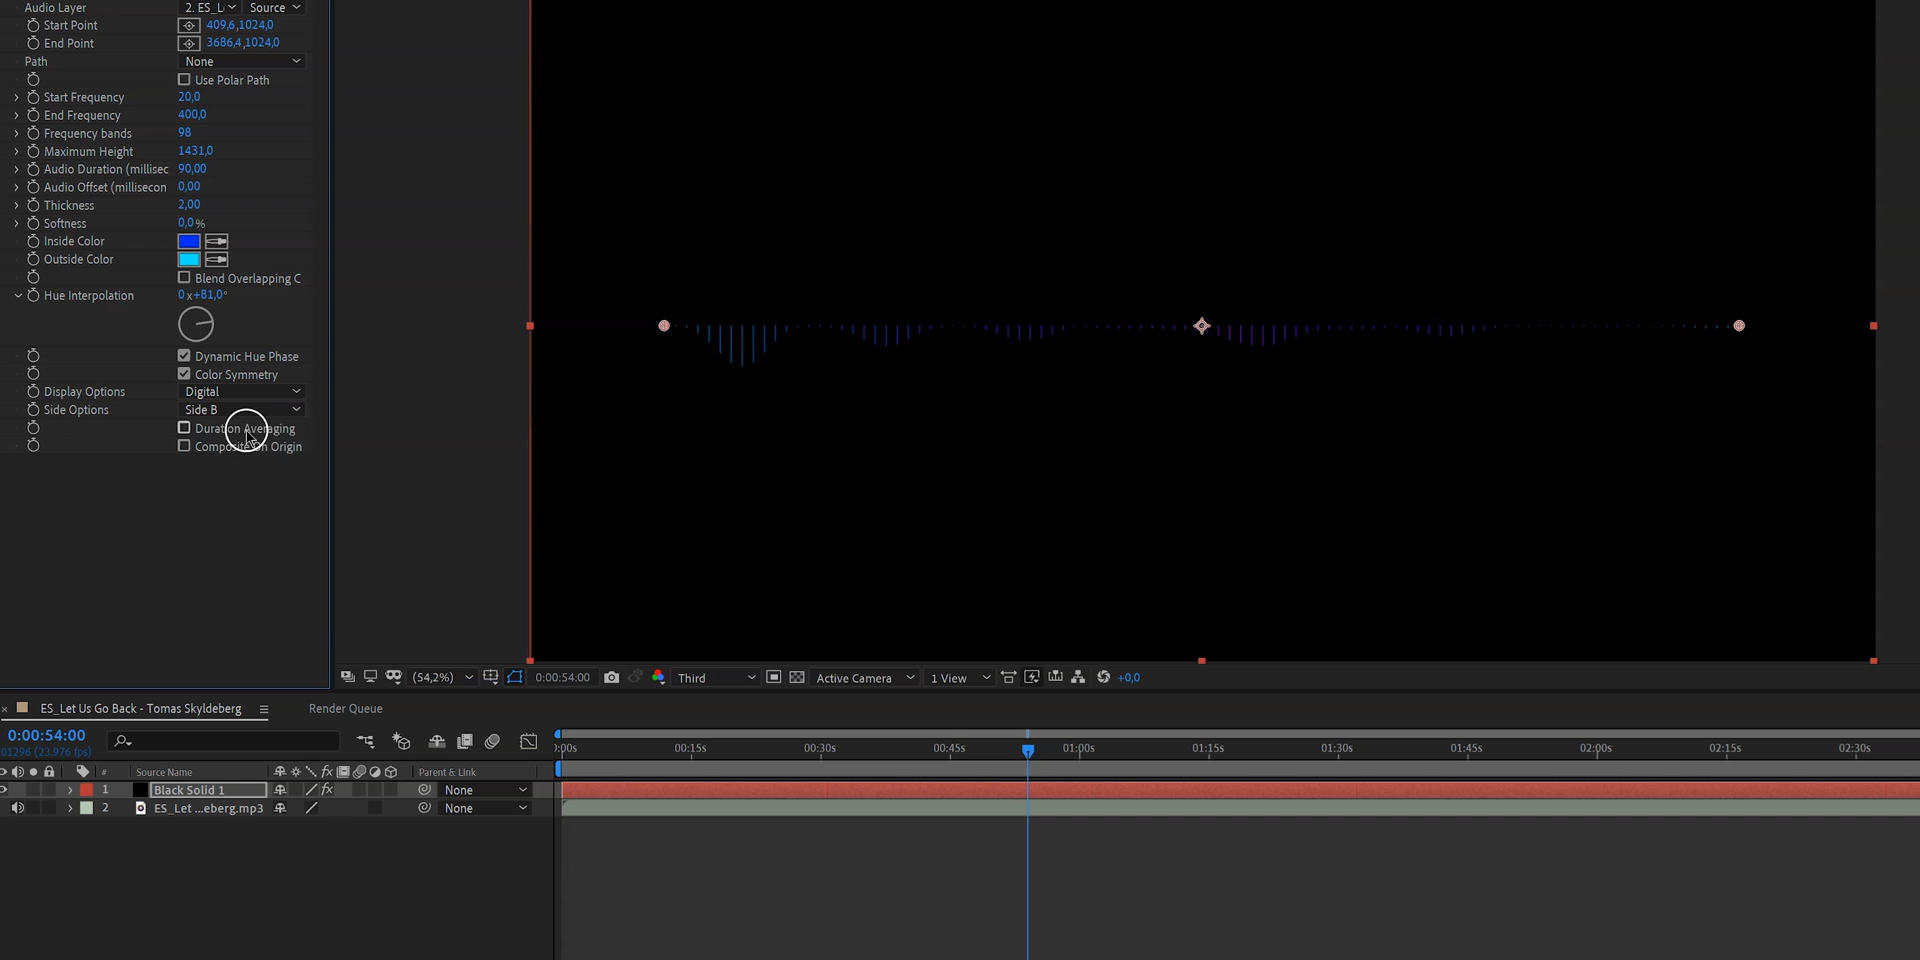 Audio Layer 2. ES_L Source
Start Point 409,6,1024,0
End Point 3686,4,1024,0
Path None
Use Polar Path
Start Frequency 20,0
End Frequency 400,0
Frequency bands 98
Maximum Height 1431,0
Audio Duration (millisec 90,00
Audio Offset (millisecon 0,00
Thickness 2,00
Softness 0,0 %
Inside Color
Outside Color
Blend Overlapping C
Hue Interpolation 0 x+81,0°
Dynamic Hue Phase
Color Symmetry
Display Options Digital
Side Options Side B
Duration Averaging
Composite On Origin
(54,2%) 0:00:54:00 Third Active Camera 1 View +0,0
× ES_Let Us Go Back - Tomas Skyldeberg Render Queue
0:00:54:00
01296 (23.976 fps)
:00s 00:15s 00:30s 00:45s 01:00s 01:15s 01:30s 01:45s 02:00s 02:15s 02:30s
# Source Name fx Parent & Link
1 Black Solid 1 fx None
2 ES_Let ...eberg.mp3 None